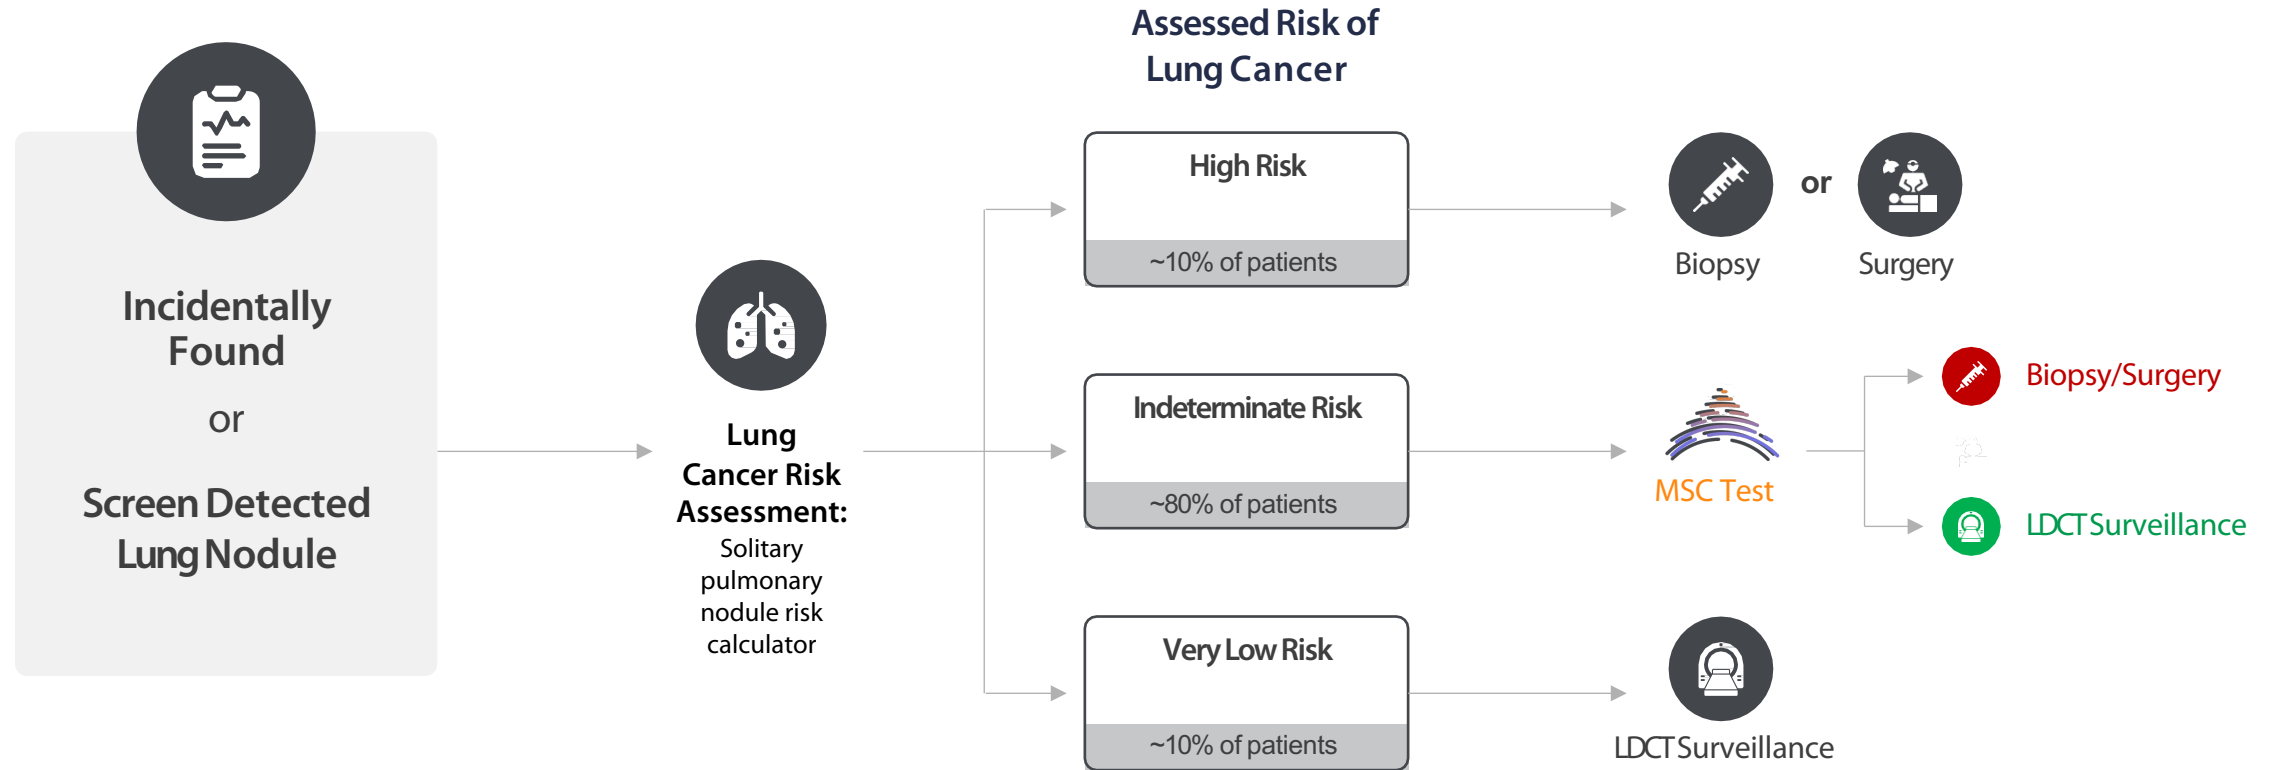 Assessed Risk of
Lung Cancer
Incidentally
Found
or
Screen Detected
Lung Nodule
Lung
Cancer Risk
Assessment:
Solitary
pulmonary
nodule risk
calculator
High Risk
~10% of patients
Biopsy
or
Surgery
Indeterminate Risk
~80% of patients
MSC Test
Biopsy/Surgery
LDCT Surveillance
Very Low Risk
~10% of patients
LDCT Surveillance